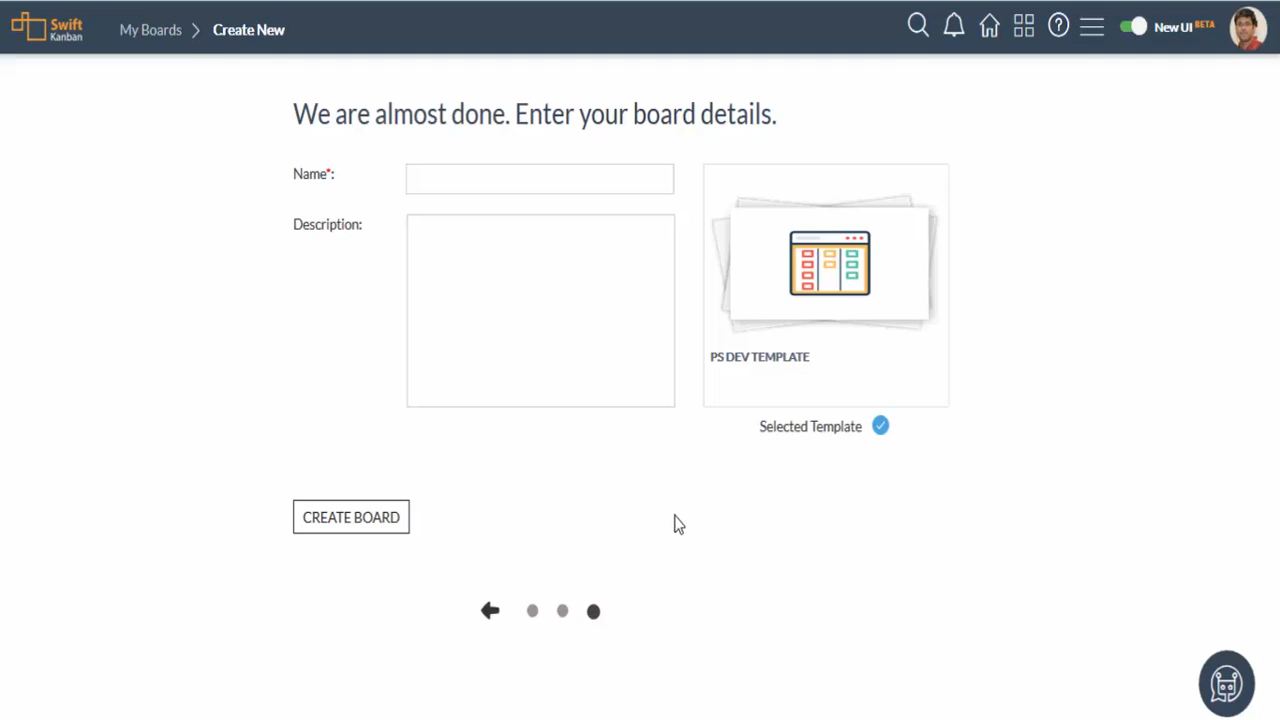 Swift
Kanban
My Boards
Create New
?
New UI BETA
We are almost done. Enter your board details.
Name*:
Description:
PS DEV TEMPLATE
Selected Template
CREATE BOARD